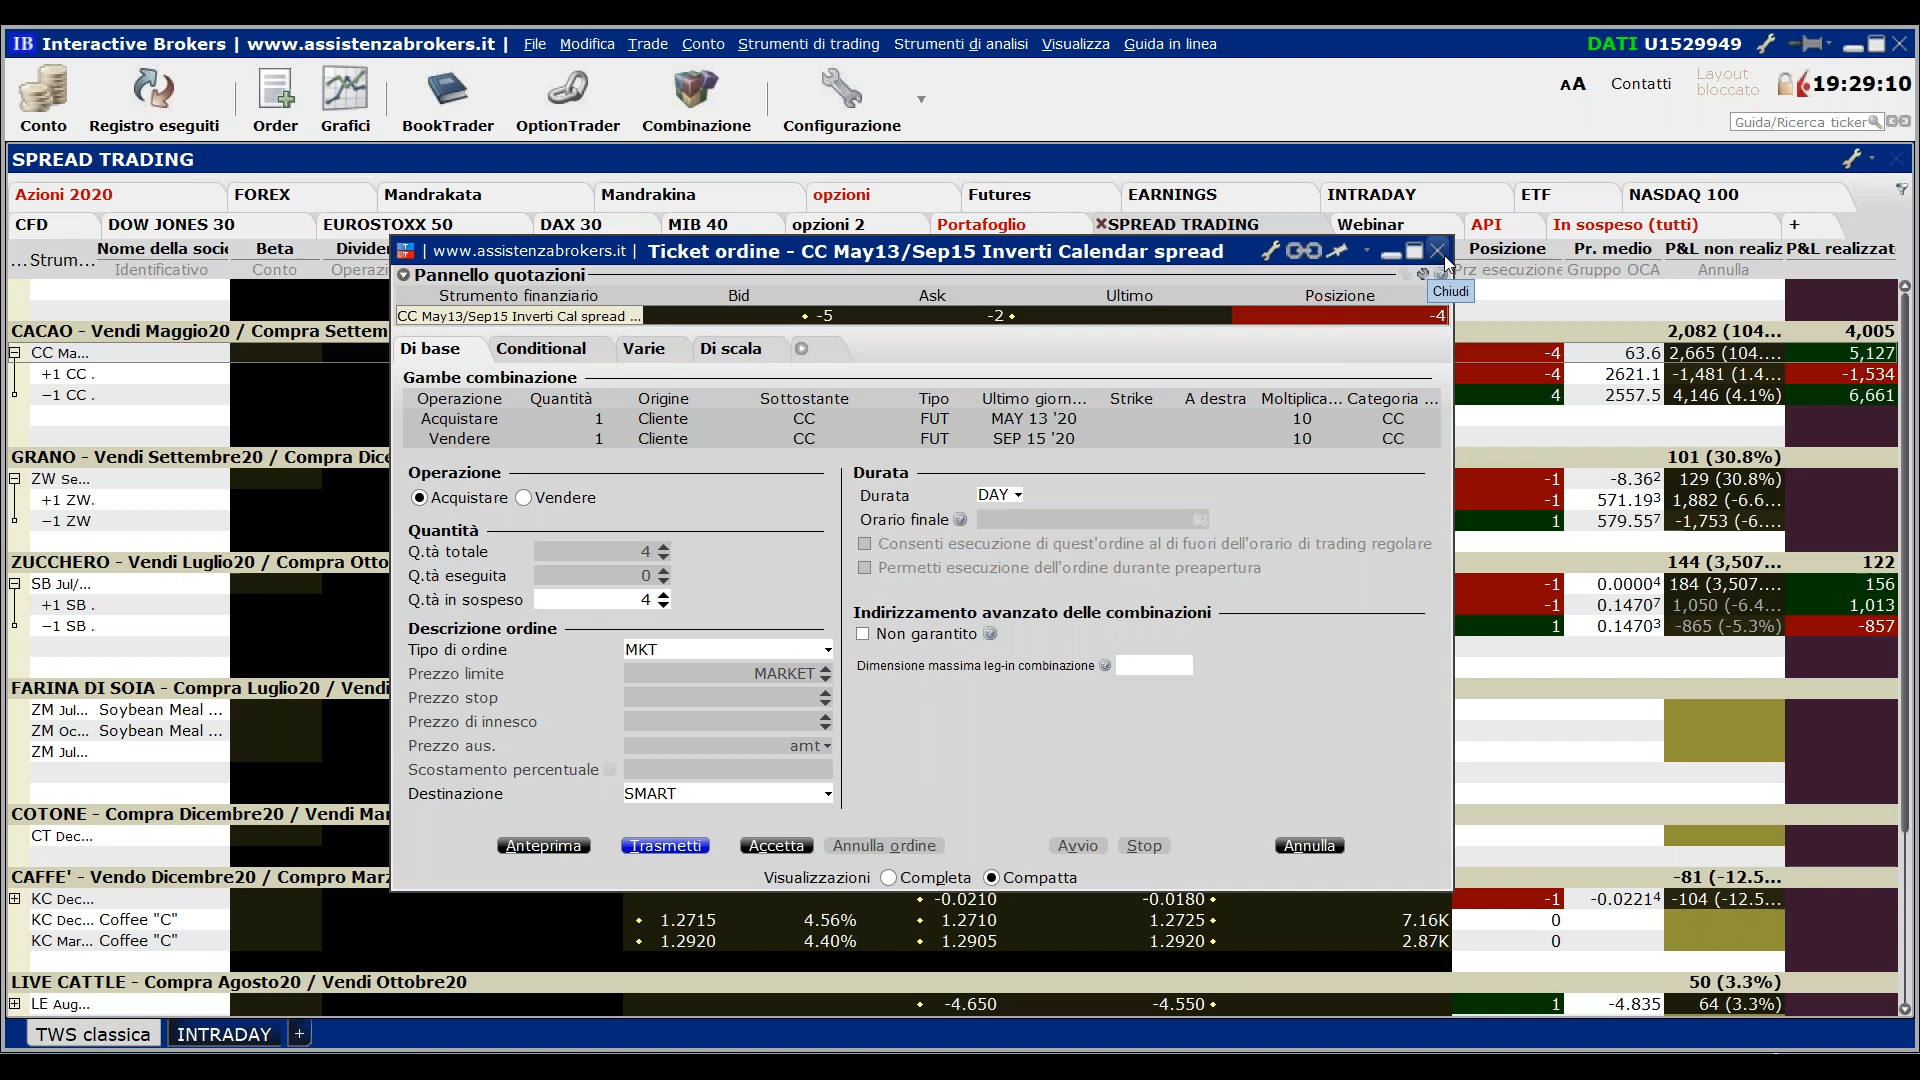 IB Interactive Brokers | www.assistenzabrokers.it | File Modifica Trade Conto Strumenti di trading Strumenti di analisi Visualizza Guida in linea DATI U1529949
Conto Registro eseguiti Order Grafici BookTrader OptionTrader Combinazione Configurazione
AA Contatti Layout bloccato 19:29:10
Guida/Ricerca ticker
SPREAD TRADING
Azioni 2020 FOREX Mandrakata Mandrakina opzioni Futures EARNINGS INTRADAY ETF NASDAQ 100
CFD DOW JONES 30 EUROSTOXX 50 DAX 30 MIB 40 opzioni 2 Portafoglio SPREAD TRADING Webinar API In sospeso (tutti) +
...Strum... Nome della socie Beta Divider Posizione Pr. medio P&L non realiz P&L realizzat
Identificativo Conto Operazi Prz esecuzione Gruppo OCA Annulla
| www.assistenzabrokers.it | Ticket ordine - CC May13/Sep15 Inverti Calendar spread
Chiudi
Pannello quotazioni
Strumento finanziario Bid Ask Ultimo Posizione
CC May13/Sep15 Inverti Cal spread ... -5 -2 -4
Di base Conditional Varie Di scala
Gambe combinazione
Operazione Quantità Origine Sottostante Tipo Ultimo giorn... Strike A destra Moltiplica... Categoria ...
Acquistare 1 Cliente CC FUT MAY 13 '20 10 CC
Vendere 1 Cliente CC FUT SEP 15 '20 10 CC
Operazione
Acquistare Vendere
Quantità
Q.tà totale 4
Q.tà eseguita 0
Q.tà in sospeso 4
Descrizione ordine
Tipo di ordine MKT
Prezzo limite MARKET
Prezzo stop
Prezzo di innesco
Prezzo aus. amt
Scostamento percentuale
Destinazione SMART
Durata
Durata DAY
Orario finale
Consenti esecuzione di quest'ordine al di fuori dell'orario di trading regolare
Permetti esecuzione dell'ordine durante preapertura
Indirizzamento avanzato delle combinazioni
Non garantito
Dimensione massima leg-in combinazione
Anteprima Trasmetti Accetta Annulla ordine Avvio Stop Annulla
Visualizzazioni Completa Compatta
CACAO - Vendi Maggio20 / Compra Settem 2,082 (104... 4,005
CC Ma... -4 63.6 2,665 (104.... 5,127
+1 CC . -4 2621.1 -1,481 (1.4... -1,534
−1 CC . 4 2557.5 4,146 (4.1%) 6,661
GRANO - Vendi Settembre20 / Compra Dice 101 (30.8%)
ZW Se... -1 -8.36² 129 (30.8%)
+1 ZW. -1 571.19³ 1,882 (-6.6...
−1 ZW 1 579.55⁷ -1,753 (-6....
ZUCCHERO - Vendi Luglio20 / Compra Otto 144 (3,507... 122
SB Jul/... -1 0.0000⁴ 184 (3,507.... 156
+1 SB . -1 0.1470⁷ 1,050 (-6.4... 1,013
−1 SB . 1 0.1470³ -865 (-5.3%) -857
FARINA DI SOIA - Compra Luglio20 / Vendi
ZM Jul... Soybean Meal ...
ZM Oc... Soybean Meal ...
ZM Jul...
COTONE - Compra Dicembre20 / Vendi Mar
CT Dec...
CAFFE' - Vendo Dicembre20 / Compro Marz -81 (-12.5...
KC Dec... -0.0210 -0.0180 -1 -0.0221⁴ -104 (-12.5...
KC Dec... Coffee "C" 1.2715 4.56% 1.2710 1.2725 7.16K 0
KC Mar... Coffee "C" 1.2920 4.40% 1.2905 1.2920 2.87K 0
LIVE CATTLE - Compra Agosto20 / Vendi Ottobre20 50 (3.3%)
LE Aug... -4.650 -4.550 1 -4.835 64 (3.3%)
TWS classica INTRADAY +